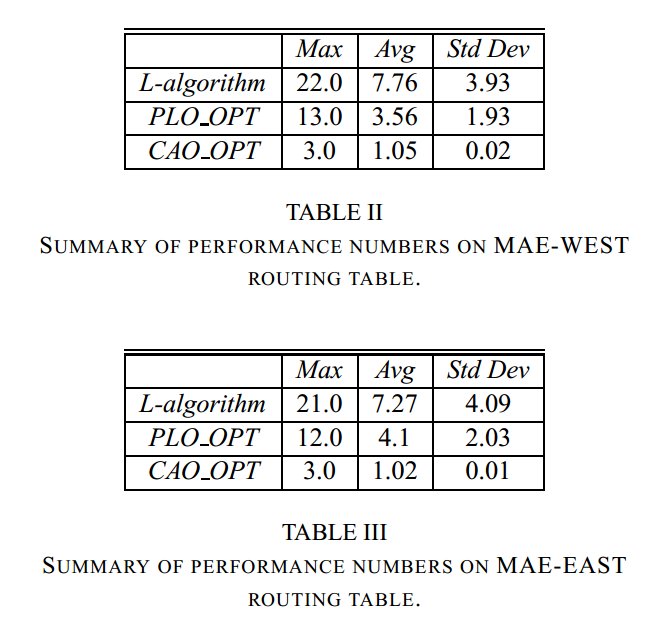 Max Avg Std Dev
L-algorithm 22.0 7.76 3.93
PLO_OPT 13.0 3.56 1.93
CAO_OPT 3.0 1.05 0.02
TABLE II
SUMMARY OF PERFORMANCE NUMBERS ON MAE-WEST
ROUTING TABLE.
Max Avg Std Dev
L-algorithm 21.0 7.27 4.09
PLO_OPT 12.0 4.1 2.03
CAO_OPT 3.0 1.02 0.01
TABLE III
SUMMARY OF PERFORMANCE NUMBERS ON MAE-EAST
ROUTING TABLE.